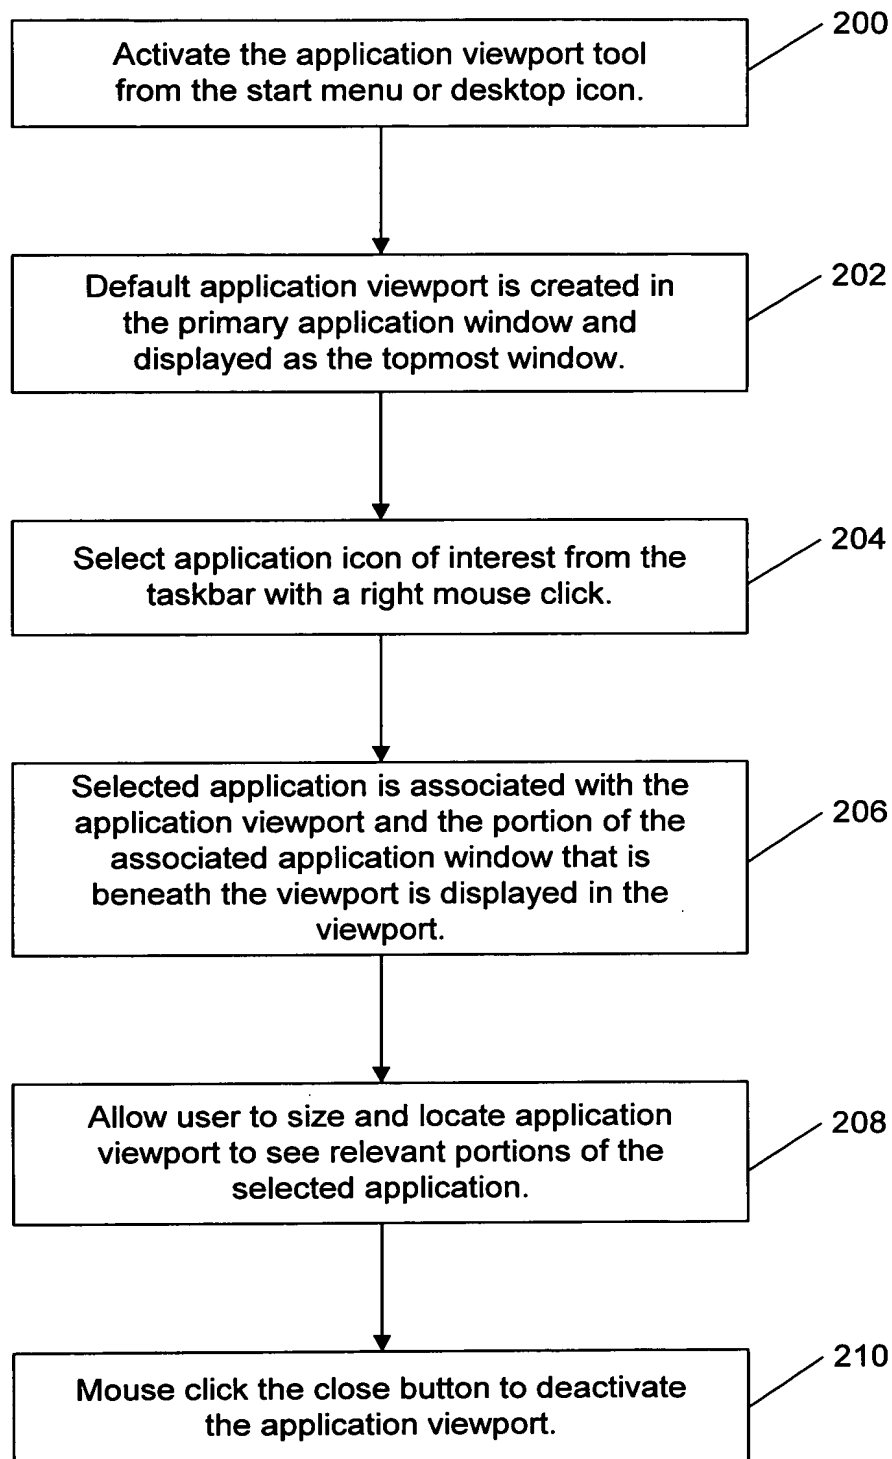 200
Activate the application viewport tool
from the start menu or desktop icon.
202
Default application viewport is created in
the primary application window and
displayed as the topmost window.
204
Select application icon of interest from the
taskbar with a right mouse click.
206
Selected application is associated with the
application viewport and the portion of the
associated application window that is
beneath the viewport is displayed in the
viewport.
208
Allow user to size and locate application
viewport to see relevant portions of the
selected application.
210
Mouse click the close button to deactivate
the application viewport.